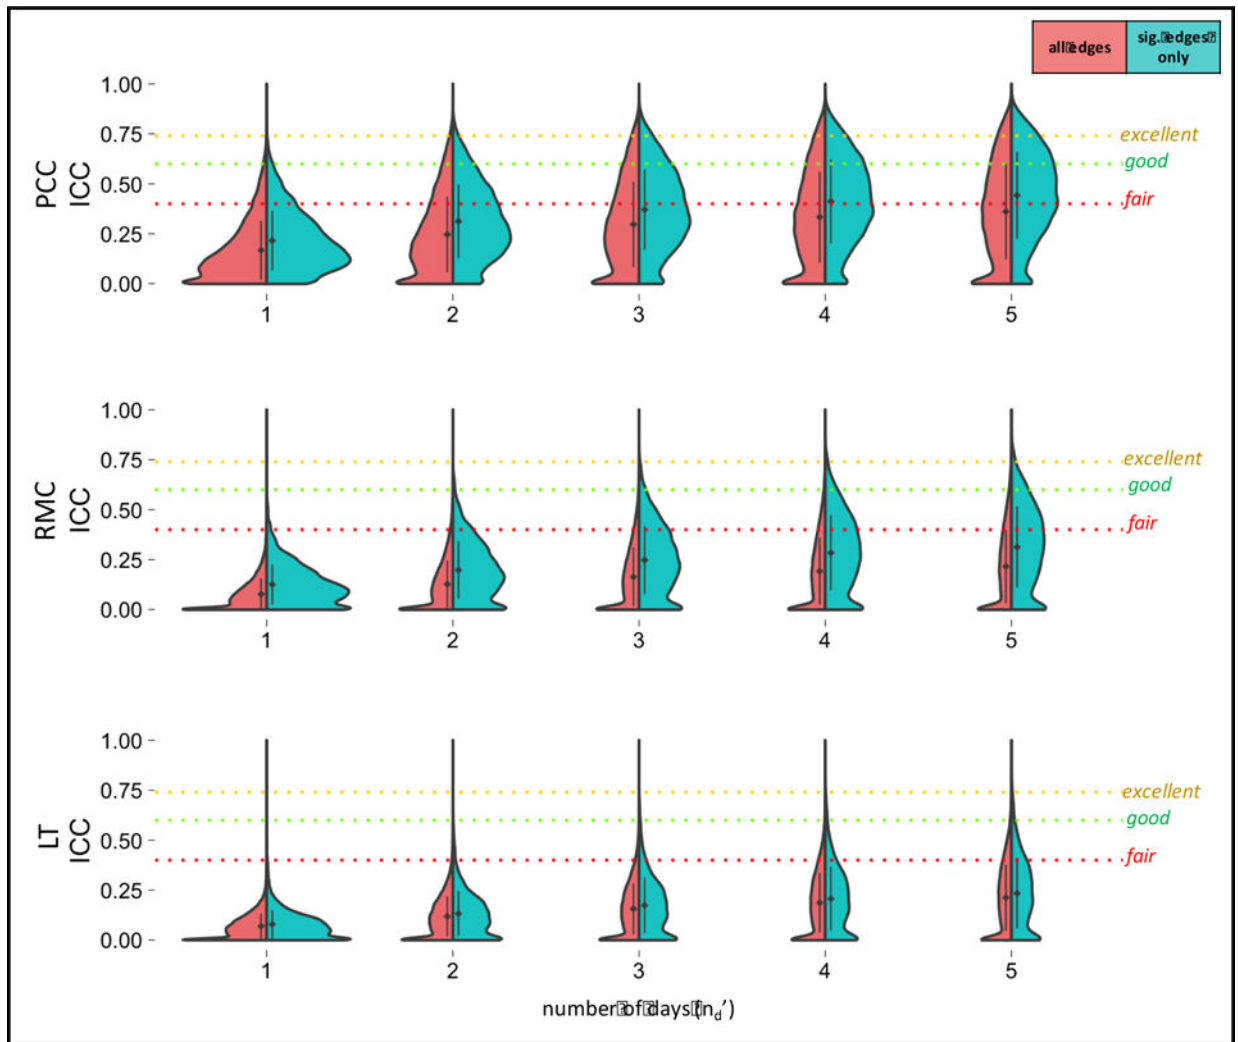 all edges
sig. edges
only
PCC
ICC
1.00
0.75
0.50
0.25
0.00
excellent
good
fair
1 2 3 4 5
RMC
ICC
1.00
0.75
0.50
0.25
0.00
excellent
good
fair
1 2 3 4 5
LT
ICC
1.00
0.75
0.50
0.25
0.00
excellent
good
fair
1 2 3 4 5
number of days (nd')